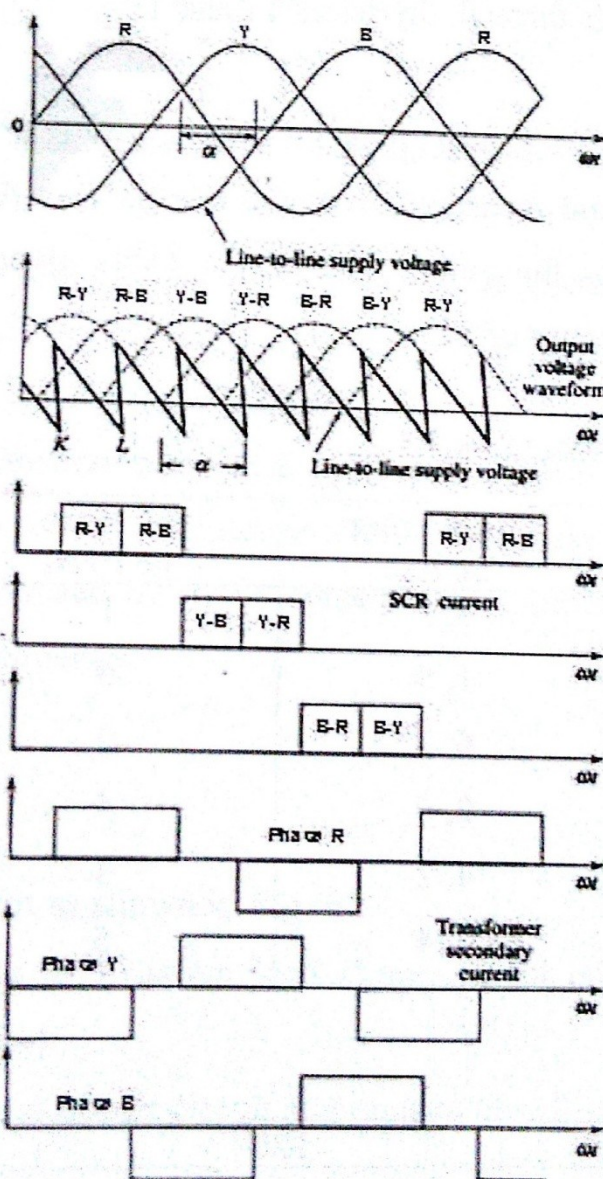 R Y B R
0
α
ωt
Line-to-line supply voltage
R-Y R-B Y-B Y-R B-R B-Y R-Y
Output
voltage
waveform
ωt
K L α
Line-to-line supply voltage
R-Y R-B R-Y R-B
ωt
SCR current
Y-B Y-R
ωt
B-R B-Y
ωt
Phase R
ωt
Transformer
secondary
current
Phase Y
ωt
Phase B
ωt